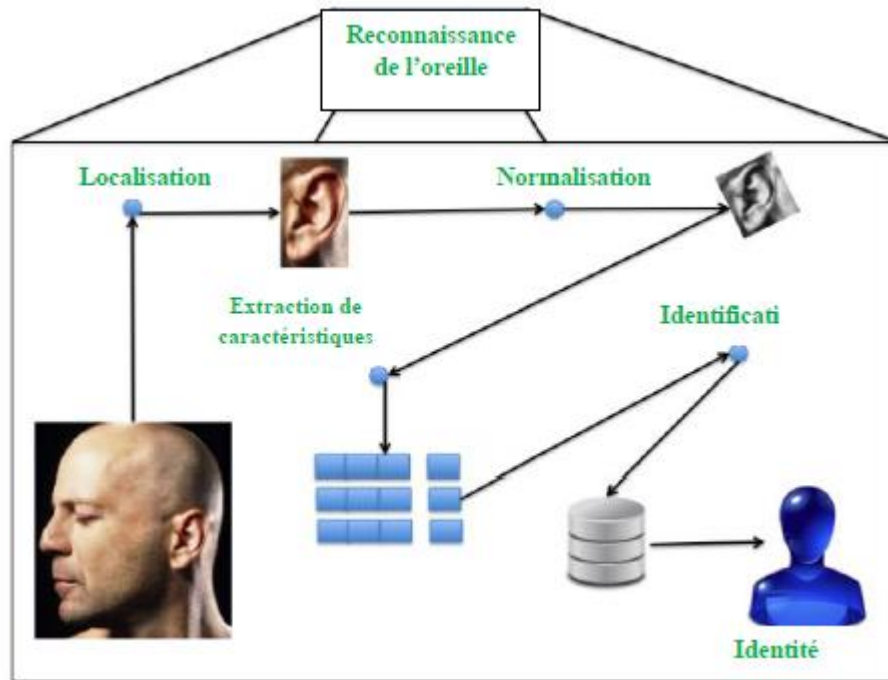 Reconnaissance
de l’oreille
Localisation
Normalisation
Extraction de
caractéristiques
Identificati
Identité